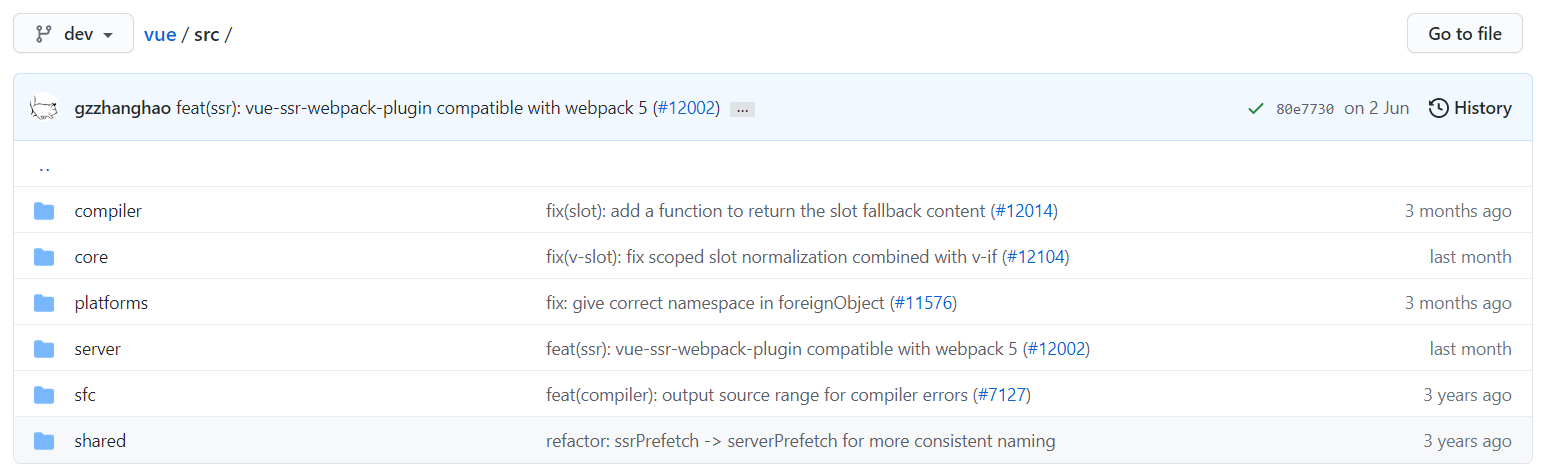 dev vue / src / Go to file
gzzhanghao feat(ssr): vue-ssr-webpack-plugin compatible with webpack 5 (#12002) ... 80e7730 on 2 Jun History
..
compiler fix(slot): add a function to return the slot fallback content (#12014) 3 months ago
core fix(v-slot): fix scoped slot normalization combined with v-if (#12104) last month
platforms fix: give correct namespace in foreignObject (#11576) 3 months ago
server feat(ssr): vue-ssr-webpack-plugin compatible with webpack 5 (#12002) last month
sfc feat(compiler): output source range for compiler errors (#7127) 3 years ago
shared refactor: ssrPrefetch -> serverPrefetch for more consistent naming 3 years ago